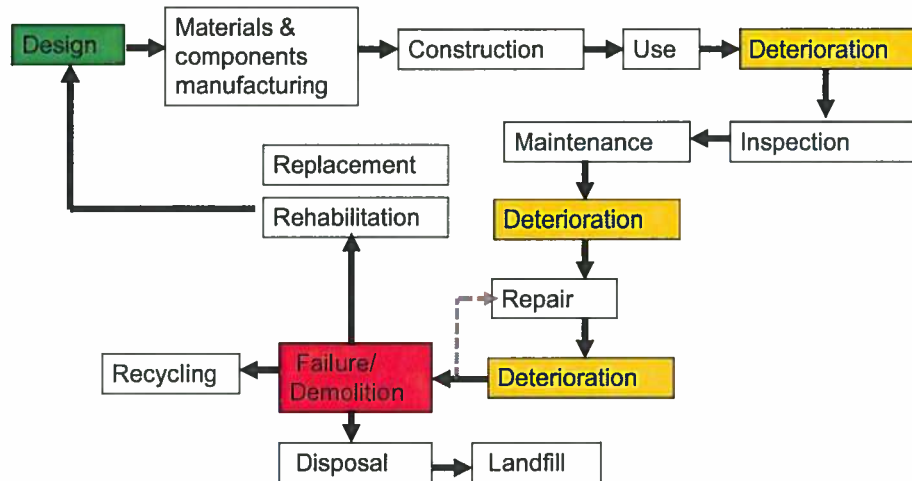 Design
Materials &
components
manufacturing
Construction
Use
Deterioration
Maintenance
Inspection
Replacement
Rehabilitation
Deterioration
Repair
Recycling
Failure/
Demolition
Deterioration
Disposal
Landfill